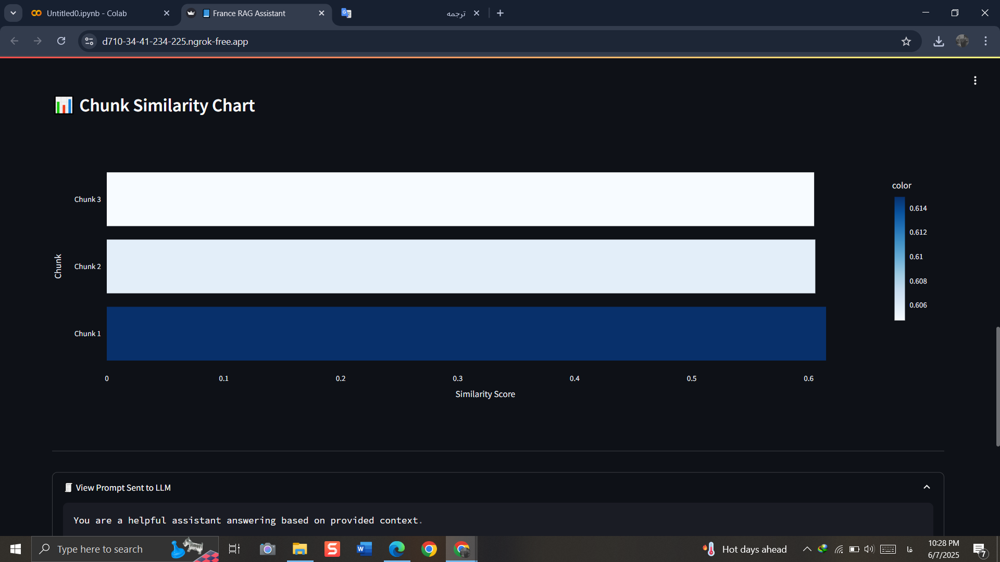 Untitled0.ipynb - Colab
France RAG Assistant
ترجمه
d710-34-41-234-225.ngrok-free.app
Chunk Similarity Chart
Chunk
Chunk 3
Chunk 2
Chunk 1
0 0.1 0.2 0.3 0.4 0.5 0.6
Similarity Score
color
0.614
0.612
0.61
0.608
0.606
View Prompt Sent to LLM
You are a helpful assistant answering based on provided context.
Type here to search
Hot days ahead
فا
10:28 PM
6/7/2025
7